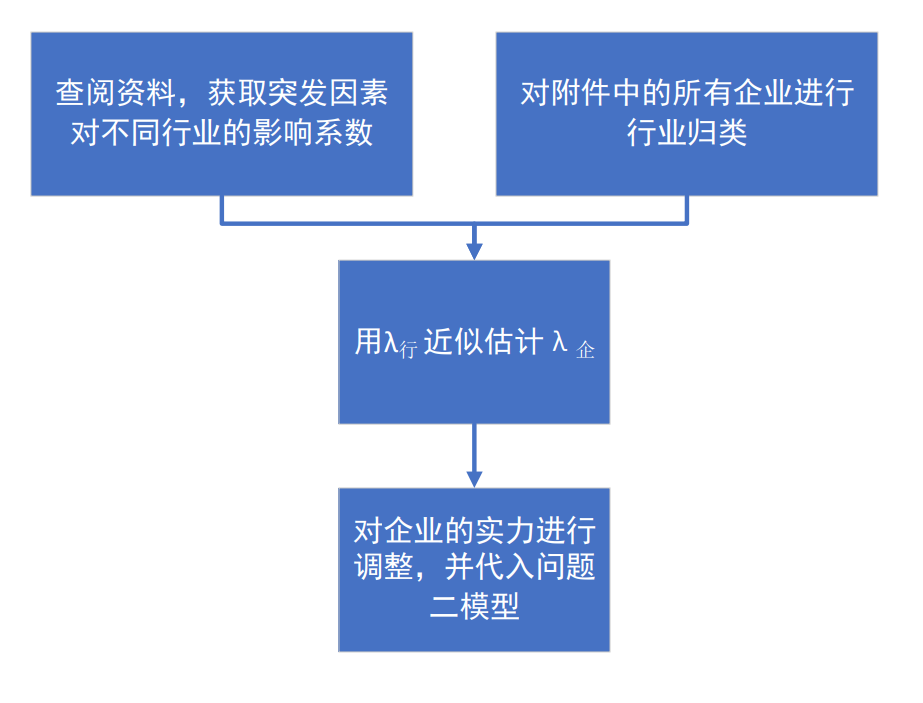 查阅资料，获取突发因素
对不同行业的影响系数
对附件中的所有企业进行
行业归类
用λ行 近似估计 λ 企
对企业的实力进行
调整，并代入问题
二模型